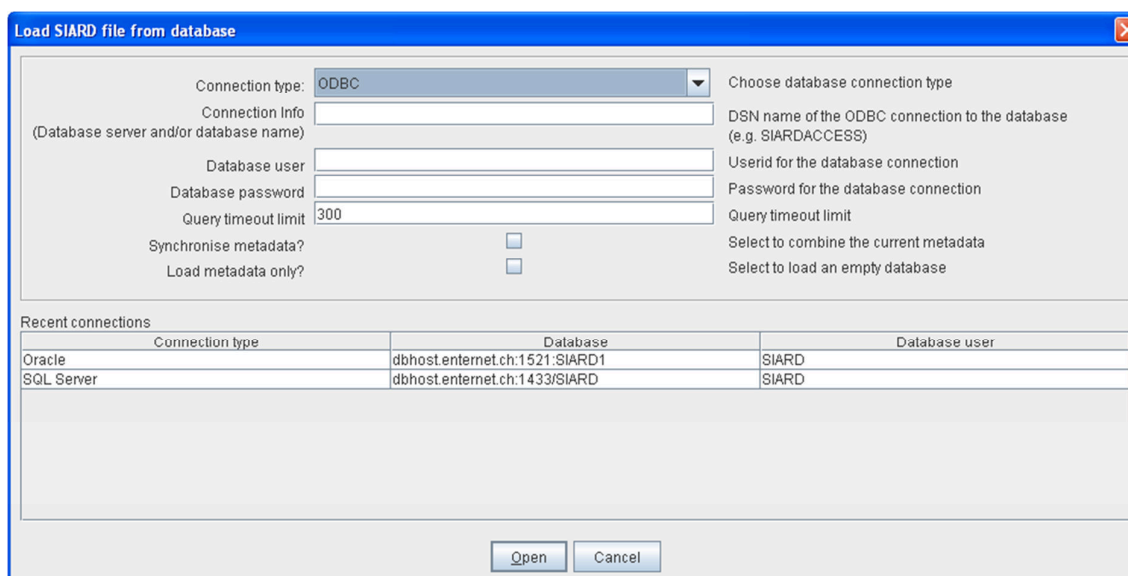 Load SIARD file from database
Connection type: ODBC Choose database connection type
Connection Info DSN name of the ODBC connection to the database
(Database server and/or database name) (e.g. SIARDACCESS)
Database user Userid for the database connection
Database password Password for the database connection
Query timeout limit 300 Query timeout limit
Synchronise metadata? Select to combine the current metadata
Load metadata only? Select to load an empty database
Recent connections
Connection type Database Database user
Oracle dbhost.enternet.ch:1521:SIARD1 SIARD
SQL Server dbhost.enternet.ch:1433/SIARD SIARD
Open Cancel